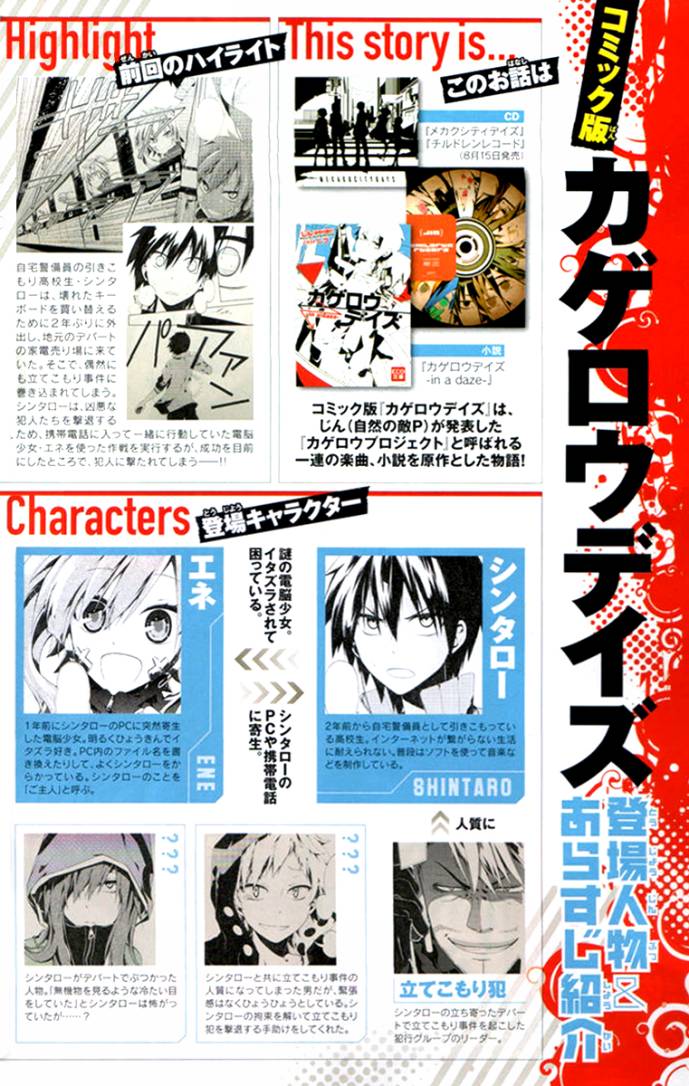 コミック版
カゲロウデイズ
登場人物&
あらすじ紹介
This story is...
このお話は
CD
『メカクシティデイズ』
『チルドレンレコード』
(8月15日発売)
MEKAKUCITYDAYS
カゲロウ
デイズ
小説
『カゲロウデイズ
-in a daze-』
コミック版『カゲロウデイズ』は、
じん(自然の敵P)が発表した
『カゲロウプロジェクト』と呼ばれる
一連の楽曲、小説を原作とした物語!
Highlight
前回のハイライト
自宅警備員の引きこ
もり高校生・シンタ
ローは、壊れたキー
ボードを買い替える
ために2年ぶりに外
出し、地元のデパート
の家電売り場に来て
いた。そこで、偶然に
も立てこもり事件に
巻き込まれてしまう。
シンタローは、凶悪な
犯人たちを撃退する
ため、携帯電話に入って一緒に行動していた電脳
少女・エネを使った作戦を実行するが、成功を目前
にしたところで、犯人に撃たれてしまう――!!
パァン
Characters
登場キャラクター
シンタロー
2年前から自宅警備員として引きこもっている
高校生。インターネットが繋がらない生活
に耐えられない。普段はソフトを使って音楽な
どを制作している。
SHINTARO
謎の電脳少女。
イタズラされて
困っている。
シンタローの
PCや携帯電話
に寄生。
エネ
1年前にシンタローのPCに突然寄生
した電脳少女。明るくひょうきんでイ
タズラ好き。PC内のファイル名を書
き換えたりして、よくシンタローをか
らかっている。シンタローのことを
「ご主人」と呼ぶ。
ENE
人質に
立てこもり犯
シンタローの立ち寄ったデパー
トで立てこもり事件を起こした
犯行グループのリーダー。
???
シンタローと共に立てこもり事件の
人質になってしまった男だが、緊張
感はなくひょうひょうとしている。シ
ンタローの拘束を解いて立てこもり
犯を撃退する手助けをしてくれた。
???
シンタローがデパートでぶつかった
人物。「無機物を見るような冷たい目
をしていた」とシンタローは怖がっ
ていたが……?